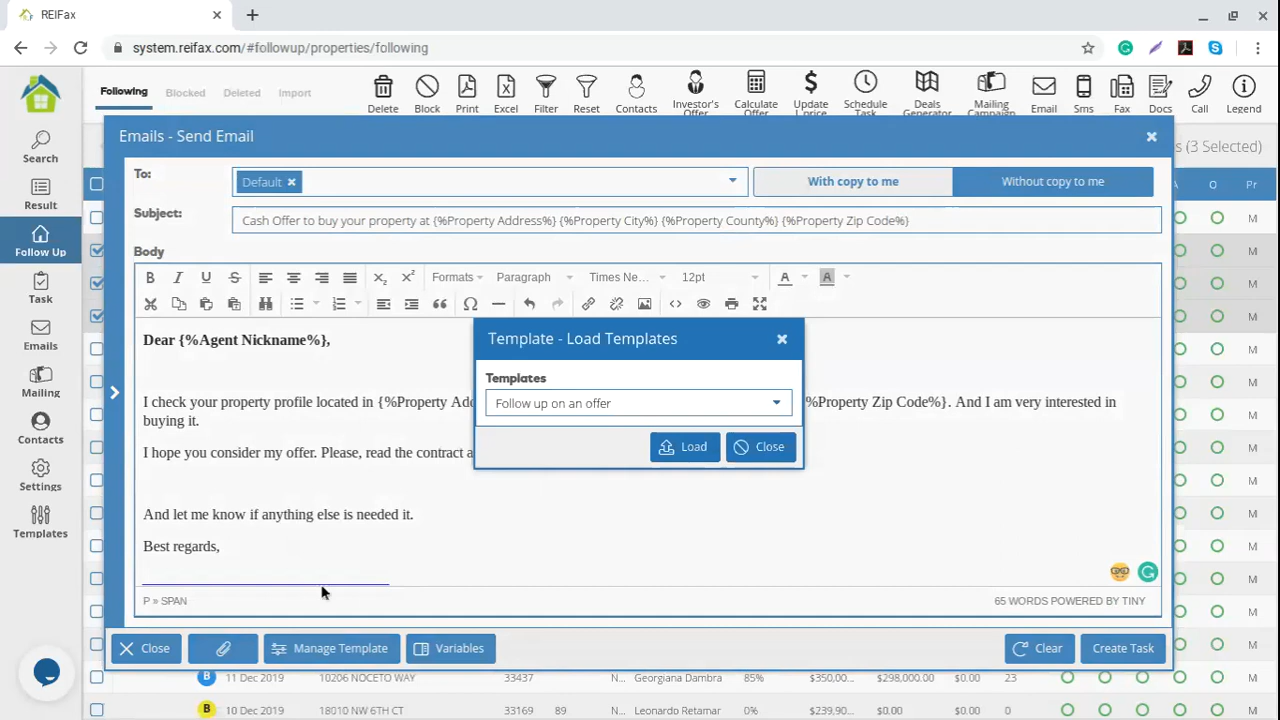 REIFax
system.reifax.com/#followup/properties/following
Following Blocked Deleted Import
Delete Block Print Excel Filter Reset Contacts Investor's Offer Calculate Offer Update Lprice Schedule Task Deals Generator Mailing Campaign Email Sms Fax Docs Call Legend
Search
Result
Follow Up
Task
Emails
Mailing
Contacts
Settings
Templates
(3 Selected)
O Pr
Emails - Send Email
To: Default With copy to me Without copy to me
Subject: Cash Offer to buy your property at {%Property Address%} {%Property City%} {%Property County%} {%Property Zip Code%}
Body
Formats Paragraph Times Ne... 12pt
Dear {%Agent Nickname%},
I check your property profile located in {%Property Add
%Property Zip Code%}. And I am very interested in
buying it.
I hope you consider my offer. Please, read the contract a
And let me know if anything else is needed it.
Best regards,
P » SPAN
65 WORDS POWERED BY TINY
Template - Load Templates
Templates
Follow up on an offer
Load Close
Close Manage Template Variables Clear Create Task
M
M
M
M
M
M
M
M
M
M
M
M
M
M
B 11 Dec 2019 10206 NOCETO WAY 33437 N... Georgiana Dambra 85% $350,00... $298,000.00 $0.00 23 M
B 10 Dec 2019 18010 NW 6TH CT 33169 89 N... Leonardo Retamar 0% $239,90... $0.00 $0.00 0 M